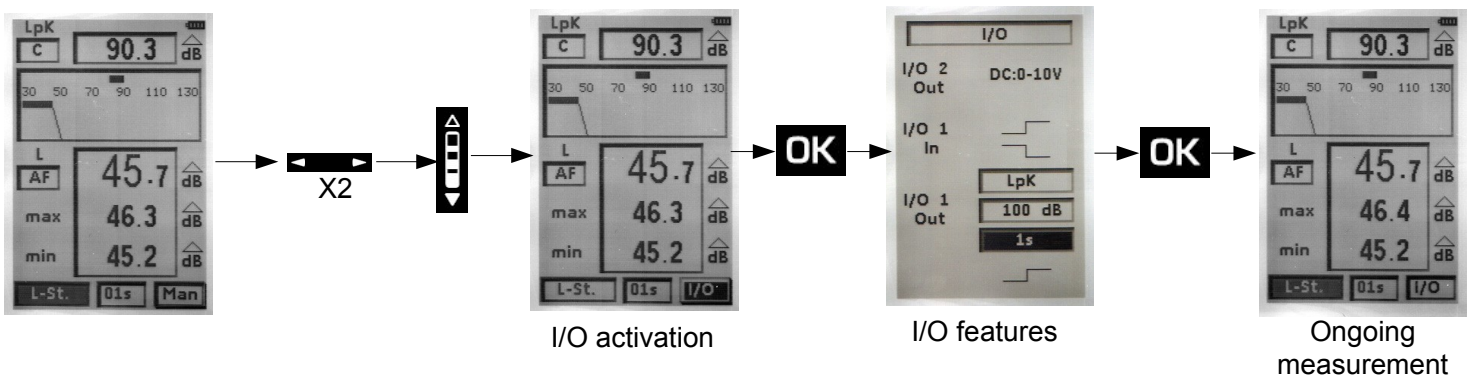 LpK
C 90.3 dB
30 50 70 90 110 130
L
AF 45.7 dB
max 46.3 dB
min 45.2 dB
L-St. 01s Man
X2
LpK
C 90.3 dB
30 50 70 90 110 130
L
AF 45.7 dB
max 46.3 dB
min 45.2 dB
L-St. 01s I/O
I/O activation
OK
I/O
I/O 2 DC:0-10V
Out
I/O 1
In
LpK
I/O 1 100 dB
Out
1s
I/O features
OK
LpK
C 90.3 dB
30 50 70 90 110 130
L
AF 45.7 dB
max 46.4 dB
min 45.2 dB
L-St. 01s I/O
Ongoing
measurement